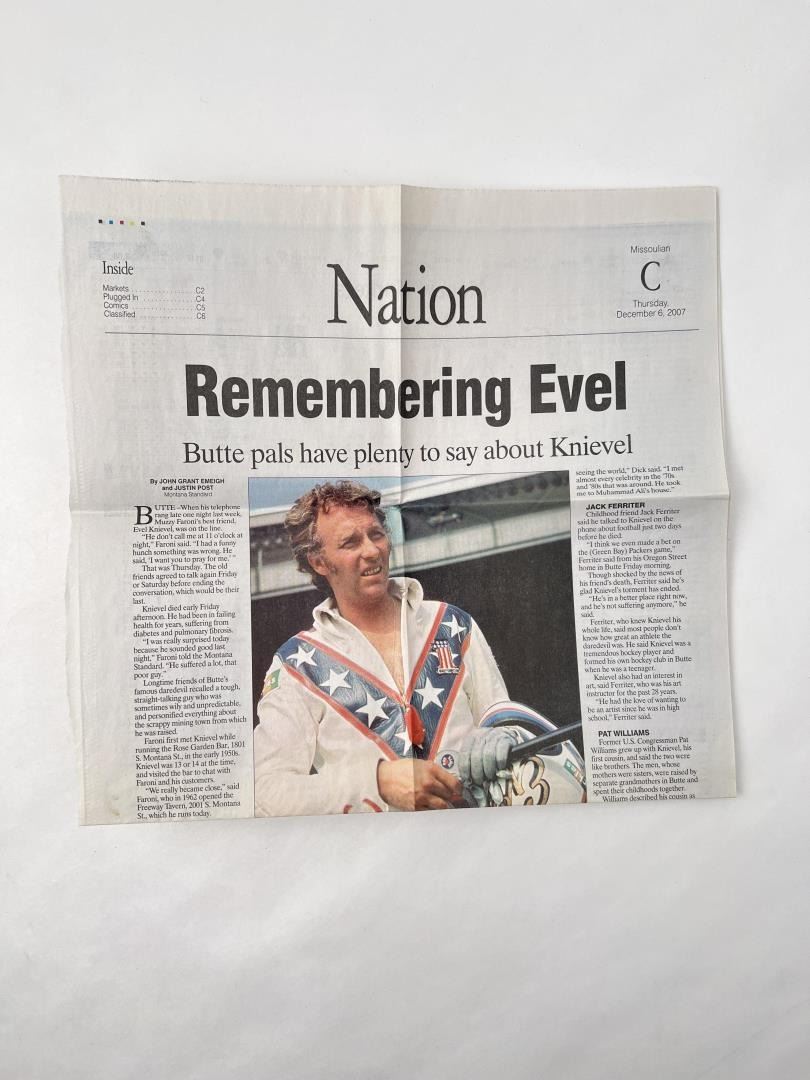 Inside
Markets . . . . . . . . . . . . . . . . .C2
Plugged In . . . . . . . . . . . . . .C4
Comics . . . . . . . . . . . . . . . . .C5
Classified . . . . . . . . . . . . . . .C6
Nation
Missoulian
C
Thursday,
December 6, 2007
Remembering Evel
Butte pals have plenty to say about Knievel
By JOHN GRANT EMEIGH
and JUSTIN POST
Montana Standard
BUTTE – When his telephone
rang late one night last week,
Muzzy Faroni's best friend,
Evel Knievel, was on the line.
"He don't call me at 11 o'clock at
night," Faroni said. "I had a funny
hunch something was wrong. He
said, 'I want you to pray for me.' "
That was Thursday. The old
friends agreed to talk again Friday
or Saturday before ending the
conversation, which would be their
last.
Knievel died early Friday
afternoon. He had been in failing
health for years, suffering from
diabetes and pulmonary fibrosis.
"I was really surprised today
because he sounded good last
night," Faroni told the Montana
Standard. "He suffered a lot, that
poor guy."
Longtime friends of Butte's
famous daredevil recalled a tough,
straight-talking guy who was
sometimes wily and unpredictable,
and personified everything about
the scrappy mining town from which
he was raised.
Faroni first met Knievel while
running the Rose Garden Bar, 1801
S. Montana St., in the early 1950s.
Knievel was 13 or 14 at the time,
and visited the bar to chat with
Faroni and his customers.
"We really became close," said
Faroni, who in 1962 opened the
Freeway Tavern, 2001 S. Montana
St., which he runs today.
seeing the world," Dick said. "I met
almost every celebrity in the '70s
and '80s that was around. He took
me to Muhammad Ali's house."
JACK FERRITER
Childhood friend Jack Ferriter
said he talked to Knievel on the
phone about football just two days
before he died.
"I think we even made a bet on
the (Green Bay) Packers game,"
Ferriter said from his Oregon Street
home in Butte Friday morning.
Though shocked by the news of
his friend's death, Ferriter said he's
glad Knievel's torment has ended.
"He's in a better place right now,
and he's not suffering anymore," he
said.
Ferriter, who knew Knievel his
whole life, said most people don't
know how great an athlete the
daredevil was. He said Knievel was a
tremendous hockey player and
formed his own hockey club in Butte
when he was a teenager.
Knievel also had an interest in
art, said Ferriter, who was his art
instructor for the past 28 years.
"He had the love of wanting to
be an artist since he was in high
school," Ferriter said.
PAT WILLIAMS
Former U.S. Congressman Pat
Williams grew up with Knievel, his
first cousin, and said the two were
like brothers. The men, whose
mothers were sisters, were raised by
separate grandmothers in Butte and
spent their childhoods together.
Williams described his cousin as